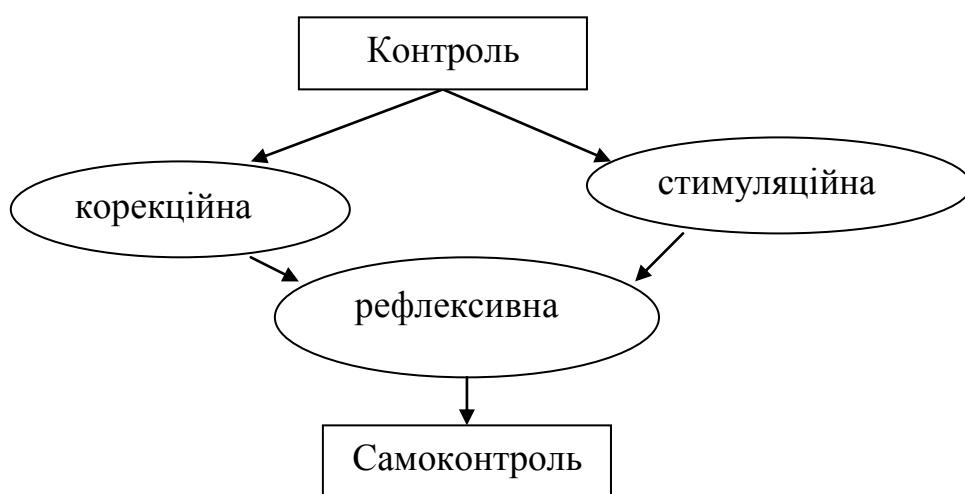 Контроль
корекційна
стимуляційна
рефлексивна
Самоконтроль